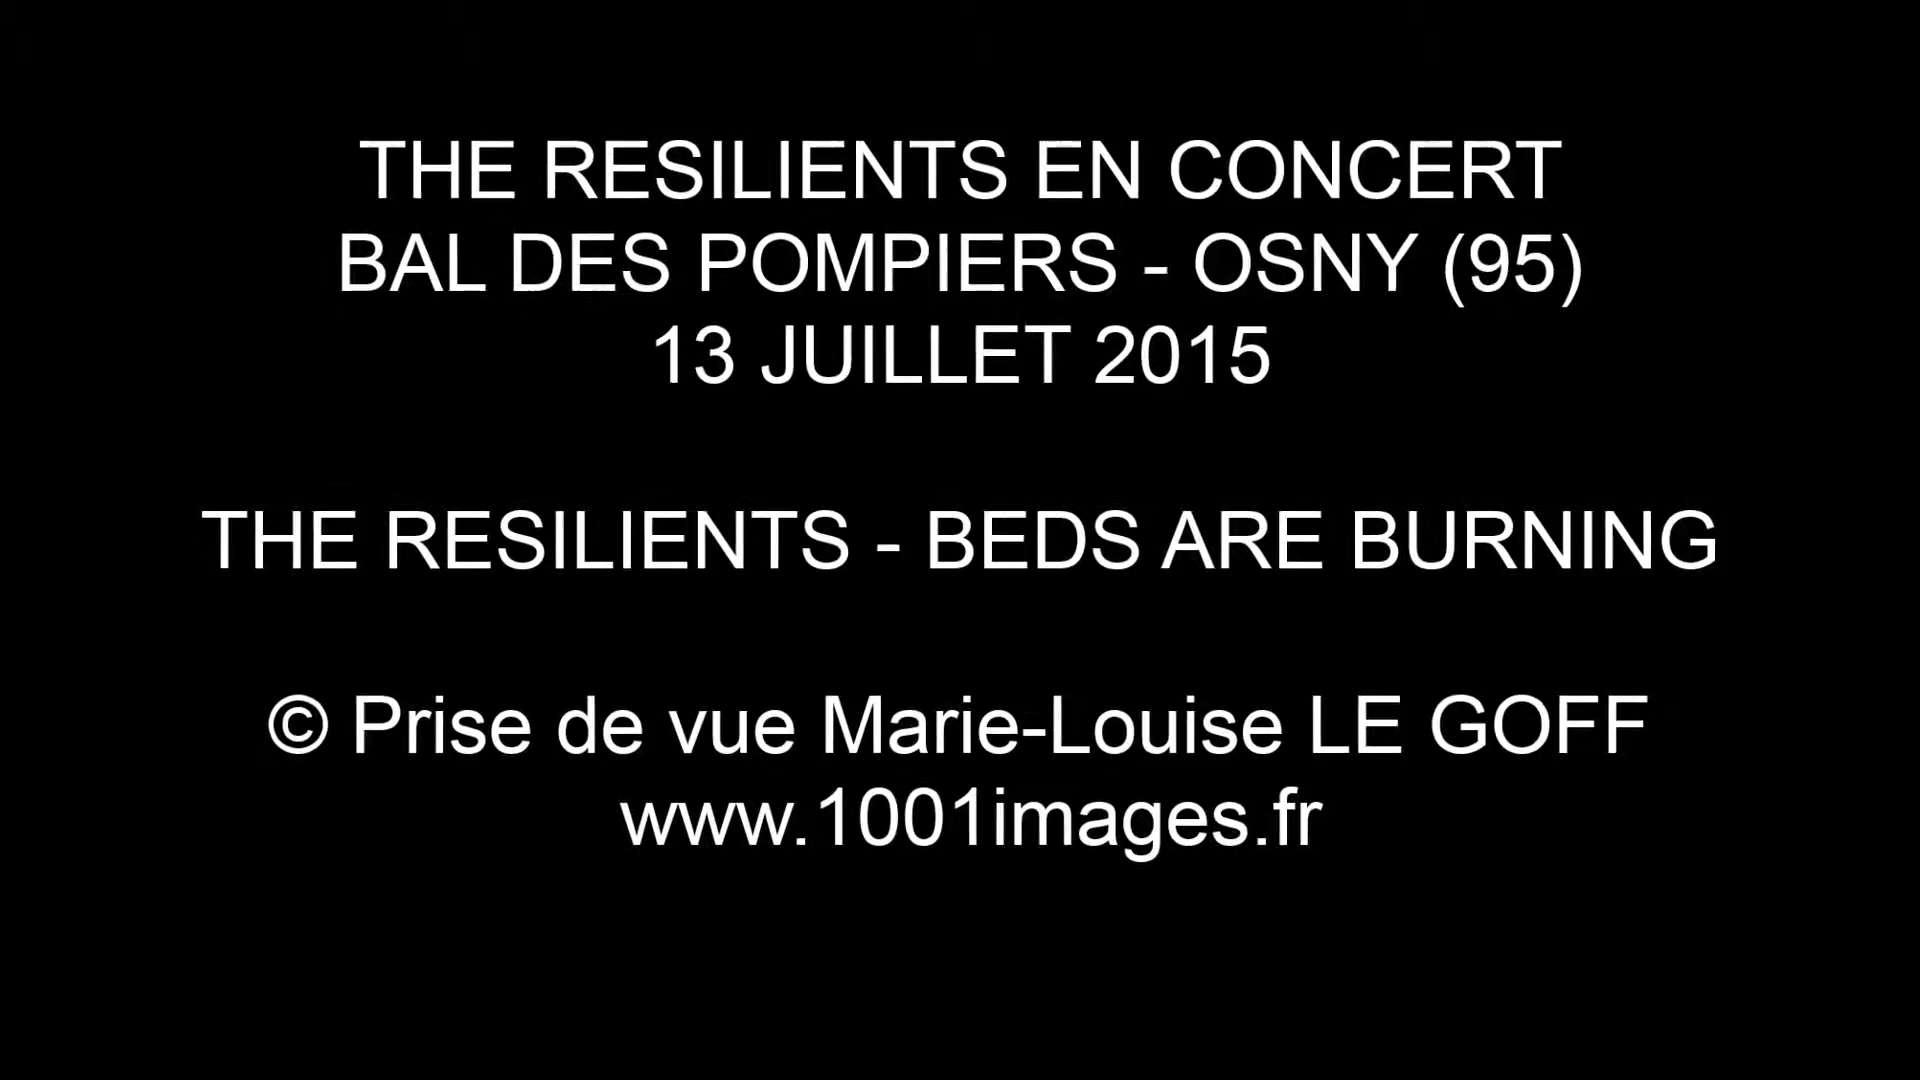 THE RESILIENTS EN CONCERT
BAL DES POMPIERS - OSNY (95)
13 JUILLET 2015
THE RESILIENTS - BEDS ARE BURNING
© Prise de vue Marie-Louise LE GOFF
www.1001images.fr